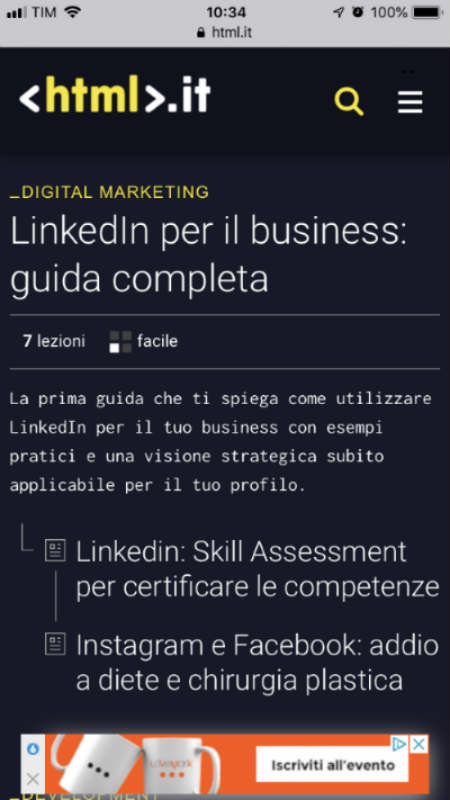 TIM 10:34 100%
html.it
<html>.it
_DIGITAL MARKETING
LinkedIn per il business:
guida completa
7 lezioni facile
La prima guida che ti spiega come utilizzare
LinkedIn per il tuo business con esempi
pratici e una visione strategica subito
applicabile per il tuo profilo.
Linkedin: Skill Assessment
per certificare le competenze
Instagram e Facebook: addio
a diete e chirurgia plastica
Iscriviti all'evento
_DEVELOPMENT